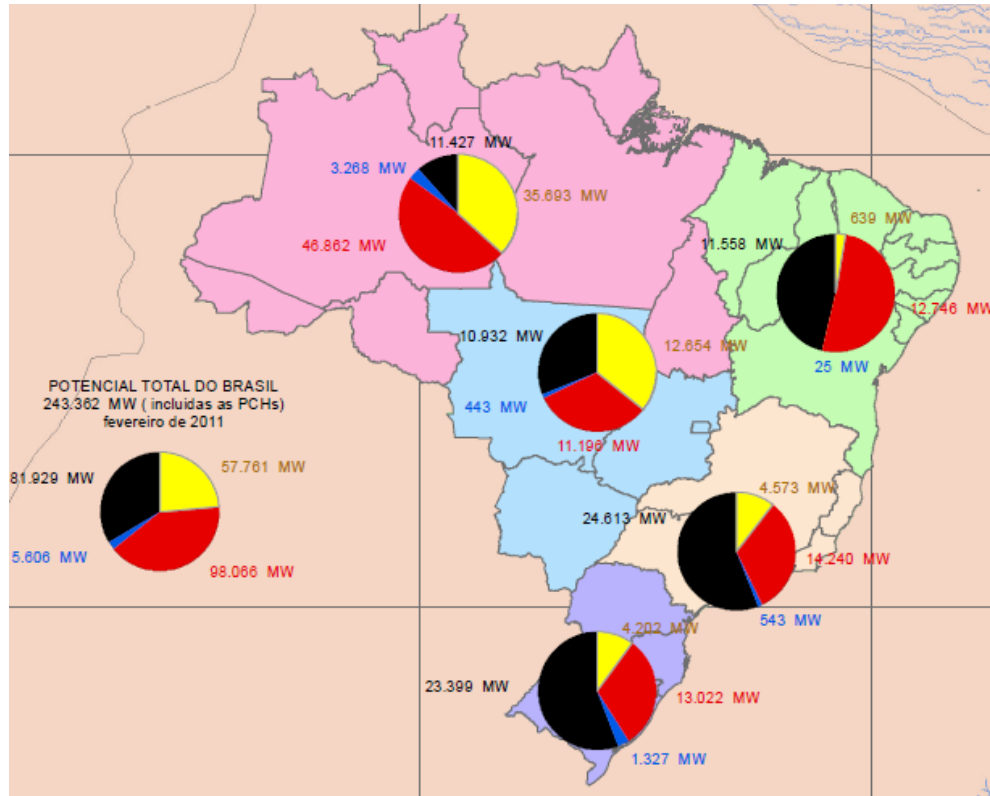 11.427 MW
3.268 MW
35.693 MW
46.862 MW
639 MW
11.558 MW
12.746 MW
25 MW
10.932 MW
12.654 MW
443 MW
11.196 MW
POTENCIAL TOTAL DO BRASIL
243.362 MW ( incluidas as PCHs)
fevereiro de 2011
81.929 MW
57.761 MW
5.606 MW
98.066 MW
4.573 MW
24.613 MW
14.240 MW
543 MW
4.202 MW
23.399 MW
13.022 MW
1.327 MW